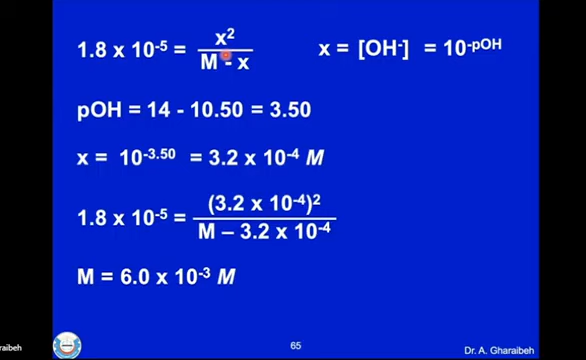 1.8 x 10⁻⁵ = x² / M - x    x = [OH⁻] = 10⁻ᵖᴼᴴ
pOH = 14 - 10.50 = 3.50
x = 10⁻³·⁵⁰ = 3.2 x 10⁻⁴ M
1.8 x 10⁻⁵ = (3.2 x 10⁻⁴)² / M – 3.2 x 10⁻⁴
M = 6.0 x 10⁻³ M
raibeh
65
Dr. A. Gharaibeh